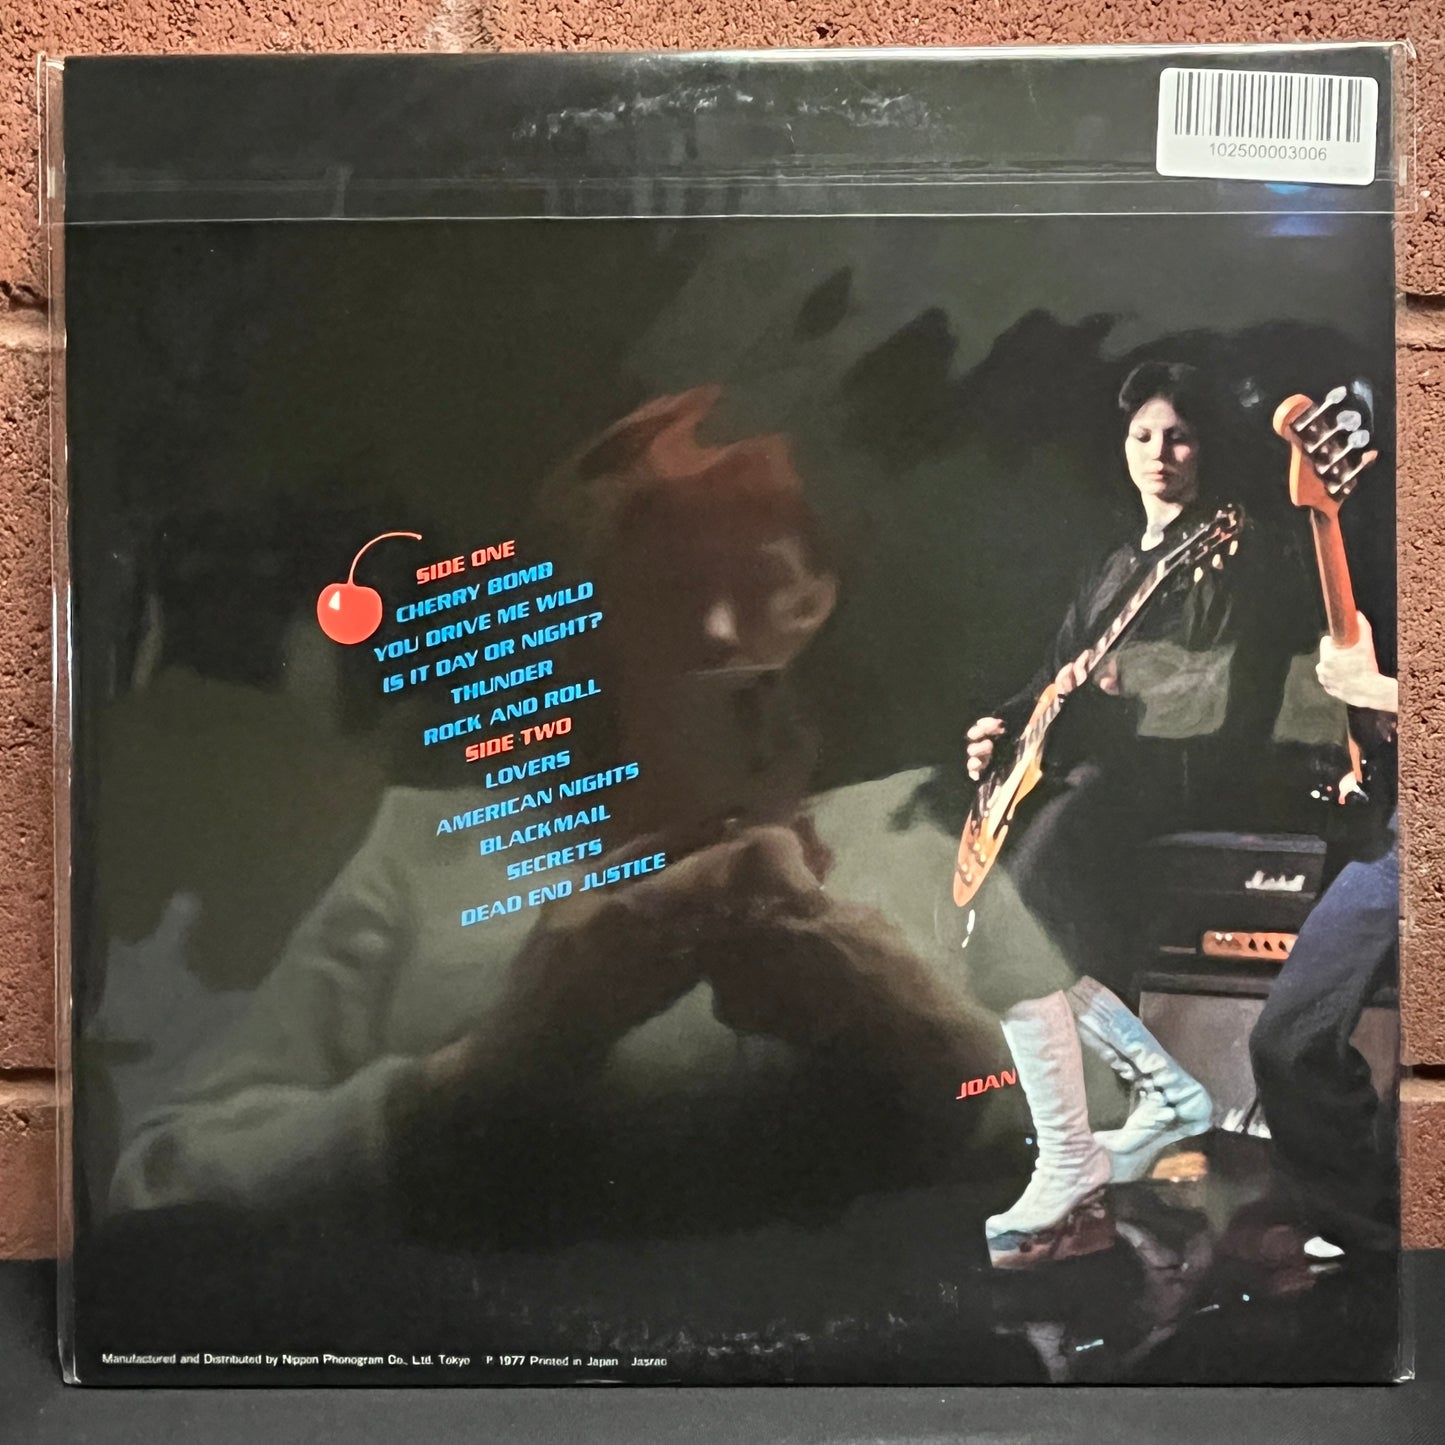 102500003006
SIDE ONE
CHERRY BOMB
YOU DRIVE ME WILD
IS IT DAY OR NIGHT?
THUNDER
ROCK AND ROLL
SIDE TWO
LOVERS
AMERICAN NIGHTS
BLACKMAIL
SECRETS
DEAD END JUSTICE
Marshall
JOAN
Manufactured and Distributed by Nippon Phonogram Co., Ltd. Tokyo ℗ 1977 Printed in Japan Jasrac